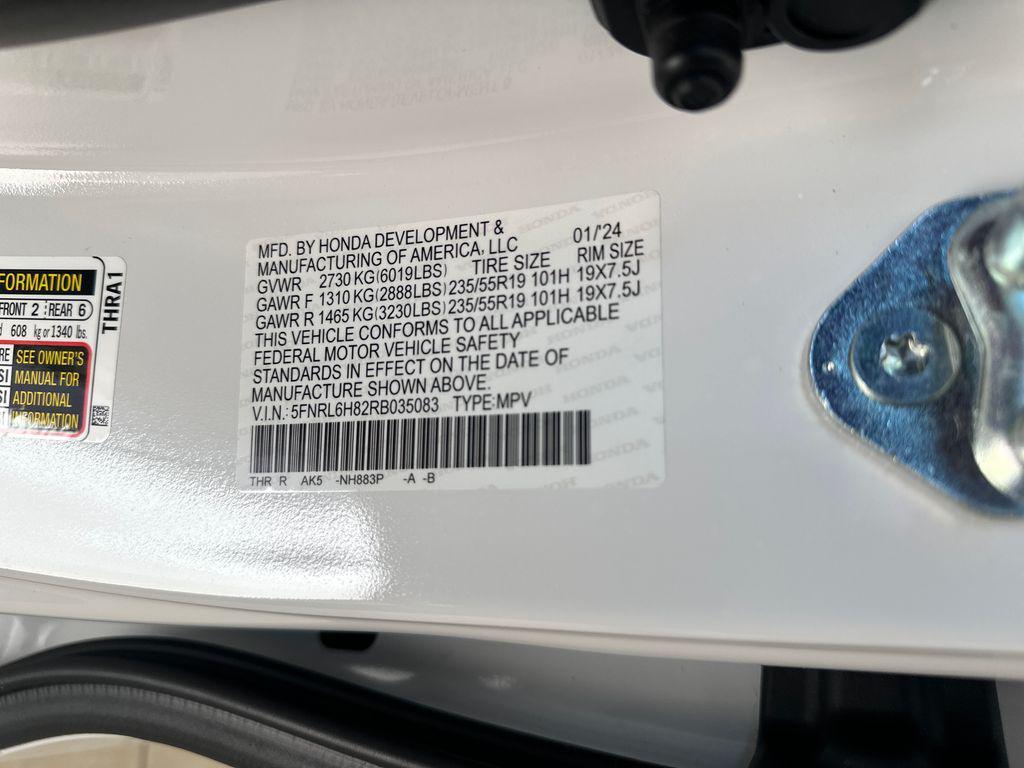 MFD. BY HONDA DEVELOPMENT &
MANUFACTURING OF AMERICA, LLC 01/'24
GVWR 2730 KG(6019LBS) TIRE SIZE RIM SIZE
GAWR F 1310 KG(2888LBS) 235/55R19 101H 19X7.5J
GAWR R 1465 KG(3230LBS) 235/55R19 101H 19X7.5J
THIS VEHICLE CONFORMS TO ALL APPLICABLE
FEDERAL MOTOR VEHICLE SAFETY
STANDARDS IN EFFECT ON THE DATE OF
MANUFACTURE SHOWN ABOVE.
V.I.N.: 5FNRL6H82RB035083 TYPE:MPV
THR R AK5 -NH883P -A -B
FRONT 2 REAR 6
608 kg or 1340 lbs.
SEE OWNER'S
MANUAL FOR
ADDITIONAL
INFORMATION
THRA1